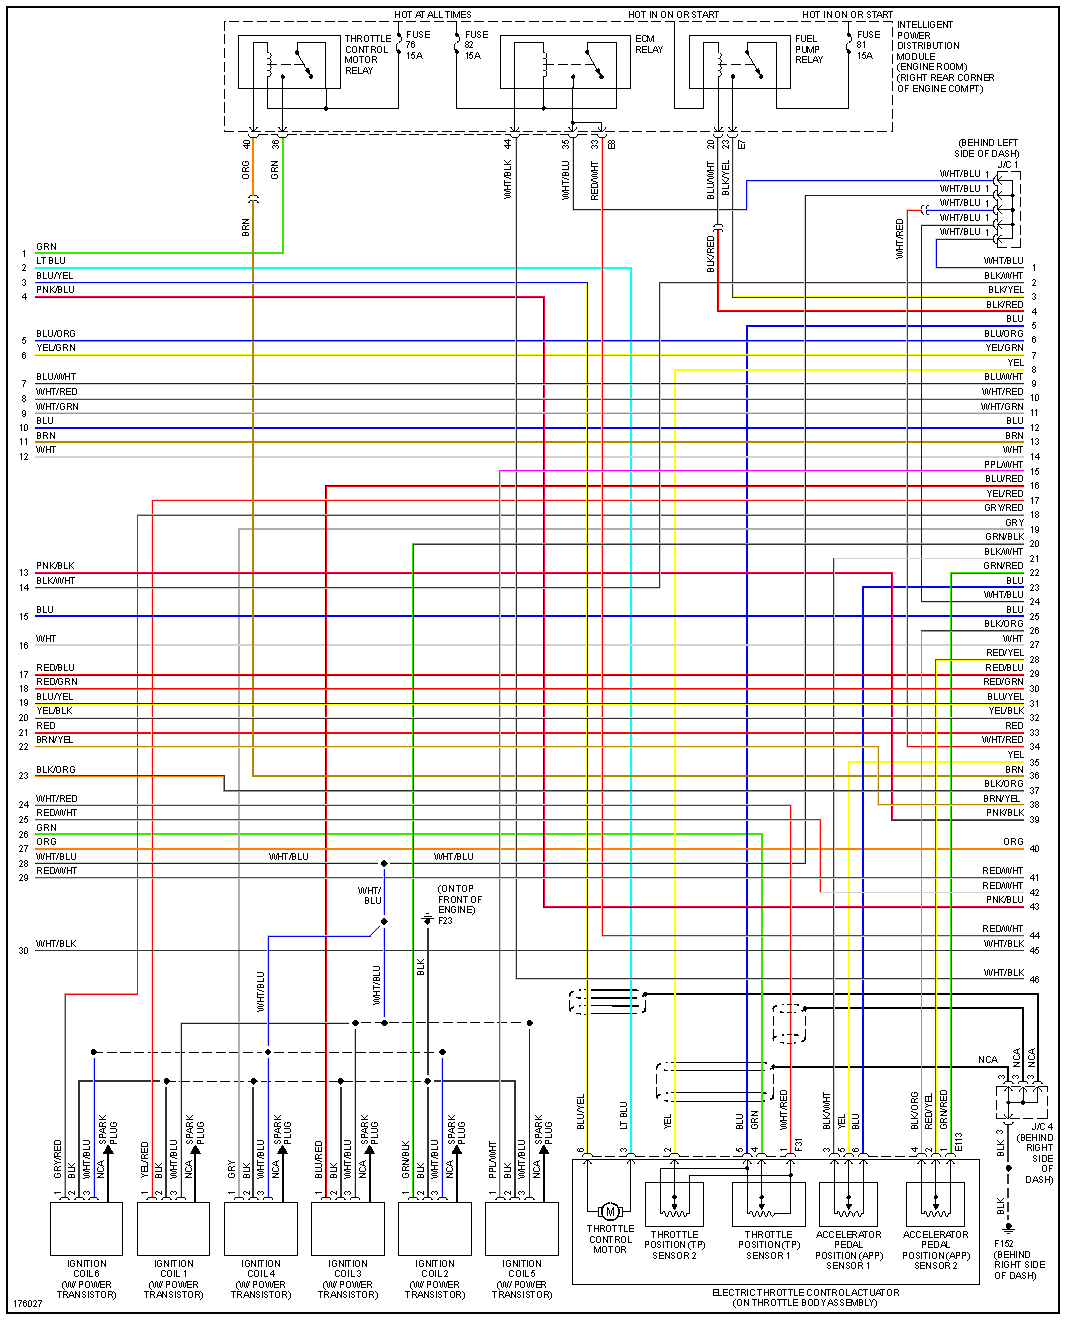 HOT AT ALL TIMES
HOT IN ON OR START
HOT IN ON OR START
THROTTLE
CONTROL
MOTOR
RELAY
FUSE
76
15A
FUSE
82
15A
ECM
RELAY
FUEL
PUMP
RELAY
FUSE
81
15A
INTELLIGENT
POWER
DISTRIBUTION
MODULE
(ENGINE ROOM)
(RIGHT REAR CORNER
OF ENGINE COMPT)
40
36
44
35
33
E8
20
23
E7
ORG
GRN
WHT/BLK
WHT/BLU
RED/WHT
BLU/WHT
BLK/YEL
BRN
BLK/RED
WHT/RED
(BEHIND LEFT
SIDE OF DASH)
J/C 1
WHT/BLU 1
WHT/BLU 1
WHT/BLU 1
WHT/BLU 1
WHT/BLU 1
1 GRN
2 LT BLU
3 BLU/YEL
4 PNK/BLU
5 BLU/ORG
6 YEL/GRN
7 BLU/WHT
8 WHT/RED
9 WHT/GRN
10 BLU
11 BRN
12 WHT
13 PNK/BLK
14 BLK/WHT
15 BLU
16 WHT
17 RED/BLU
18 RED/GRN
19 BLU/YEL
20 YEL/BLK
21 RED
22 BRN/YEL
23 BLK/ORG
24 WHT/RED
25 RED/WHT
26 GRN
27 ORG
28 WHT/BLU
29 RED/WHT
30 WHT/BLK
WHT/BLU 1
BLK/WHT 2
BLK/YEL 3
BLK/RED 4
BLU 5
BLU/ORG 6
YEL/GRN 7
YEL 8
BLU/WHT 9
WHT/RED 10
WHT/GRN 11
BLU 12
BRN 13
WHT 14
PPL/WHT 15
BLU/RED 16
YEL/RED 17
GRY/RED 18
GRY 19
GRN/BLK 20
BLK/WHT 21
GRN/RED 22
BLU 23
WHT/BLU 24
BLU 25
BLK/ORG 26
WHT 27
RED/YEL 28
RED/BLU 29
RED/GRN 30
BLU/YEL 31
YEL/BLK 32
RED 33
WHT/RED 34
YEL 35
BRN 36
BLK/ORG 37
BRN/YEL 38
PNK/BLK 39
ORG 40
RED/WHT 41
RED/WHT 42
PNK/BLU 43
RED/WHT 44
WHT/BLK 45
WHT/BLK 46
WHT/BLU
WHT/BLU
WHT/
BLU
(ON TOP
FRONT OF
ENGINE)
F23
WHT/BLU
WHT/BLU
BLK
GRY/RED
BLK
WHT/BLU
NCA
SPARK
PLUG
1 2 3
YEL/RED
BLK
WHT/BLU
NCA
SPARK
PLUG
1 2 3
GRY
BLK
WHT/BLU
NCA
SPARK
PLUG
1 2 3
BLU/RED
BLK
WHT/BLU
NCA
SPARK
PLUG
1 2 3
GRN/BLK
BLK
WHT/BLU
NCA
SPARK
PLUG
1 2 3
PPL/WHT
BLK
WHT/BLU
NCA
SPARK
PLUG
1 2 3
IGNITION
COIL 6
(W/ POWER
TRANSISTOR)
IGNITION
COIL 1
(W/ POWER
TRANSISTOR)
IGNITION
COIL 4
(W/ POWER
TRANSISTOR)
IGNITION
COIL 3
(W/ POWER
TRANSISTOR)
IGNITION
COIL 2
(W/ POWER
TRANSISTOR)
IGNITION
COIL 5
(W/ POWER
TRANSISTOR)
BLU/YEL
LT BLU
YEL
BLU
GRN
WHT/RED
BLK/WHT
YEL
BLU
BLK/ORG
RED/YEL
GRN/RED
6
3
2
5
4
1
F31
3
5
6
4
2
1
E113
M
THROTTLE
CONTROL
MOTOR
THROTTLE
POSITION (TP)
SENSOR 2
THROTTLE
POSITION (TP)
SENSOR 1
ACCELERATOR
PEDAL
POSITION (APP)
SENSOR 1
ACCELERATOR
PEDAL
POSITION (APP)
SENSOR 2
ELECTRIC THROTTLE CONTROL ACTUATOR
(ON THROTTLE BODY ASSEMBLY)
NCA
NCA
NCA
3
3
3
J/C 4
(BEHIND
RIGHT
SIDE
OF
DASH)
BLK 3
BLK
F152
(BEHIND
RIGHT SIDE
OF DASH)
176027